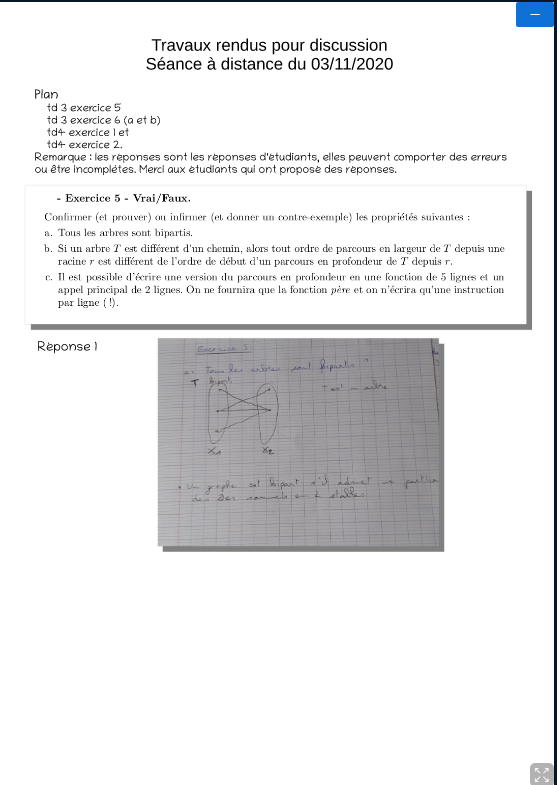 Travaux rendus pour discussion
Séance à distance du 03/11/2020
Plan
td 3 exercice 5
td 3 exercice 6 (a et b)
td4 exercice 1 et
td4 exercice 2.
Remarque : les réponses sont les réponses d'étudiants, elles peuvent comporter des erreurs
ou être incomplètes. Merci aux étudiants qui ont proposé des réponses.
- Exercice 5 - Vrai/Faux.
Confirmer (et prouver) ou infirmer (et donner un contre-exemple) les propriétés suivantes :
a. Tous les arbres sont bipartis.
b. Si un arbre T est différent d'un chemin, alors tout ordre de parcours en largeur de T depuis une
racine r est différent de l'ordre de début d'un parcours en profondeur de T depuis r.
c. Il est possible d'écrire une version du parcours en profondeur en une fonction de 5 lignes et un
appel principal de 2 lignes. On ne fournira que la fonction père et on n'écrira qu'une instruction
par ligne (!).
Réponse 1
Exercice 5
a. Tous les arbres sont bipartis ?
T biparti
T est un arbre
X1 X2
Un graphe est bipart s'il admet partition
des sommets en 2 stables